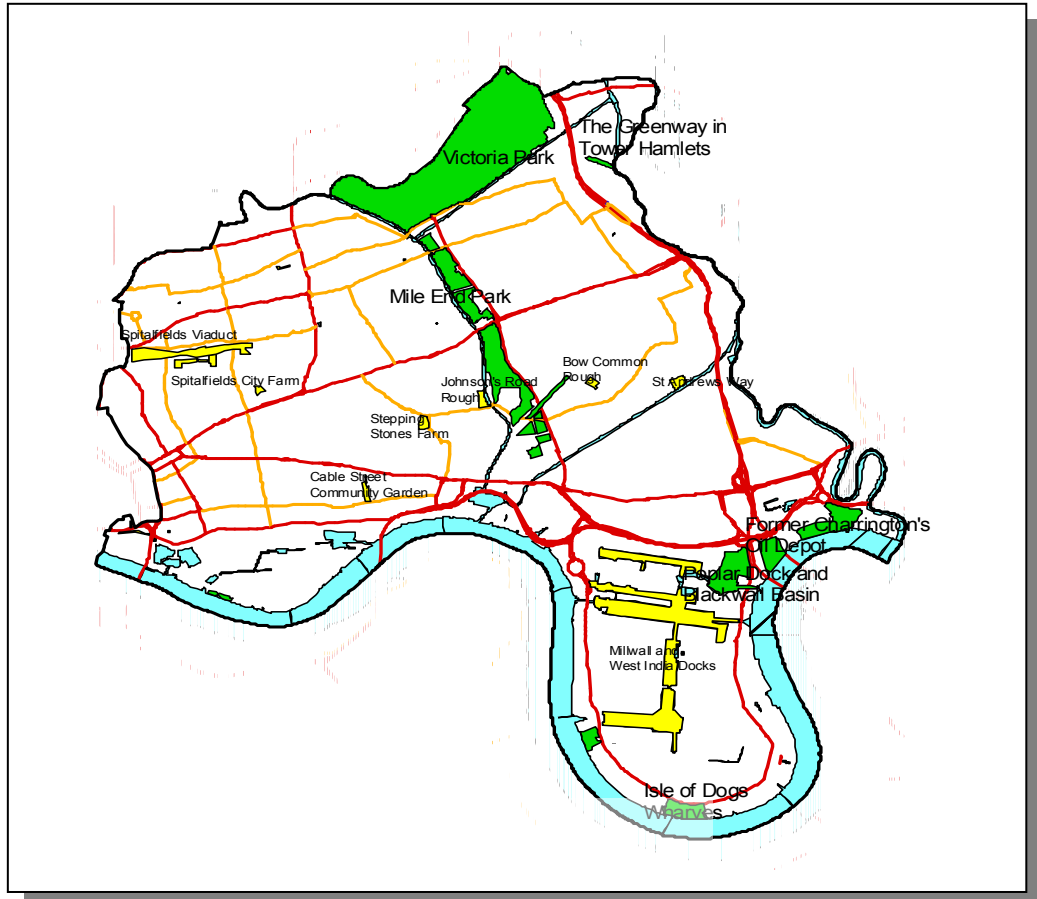 The Greenway in
Tower Hamlets
Victoria Park
Mile End Park
Spitalfields Viaduct
Bow Common
Rough
Spitalfields City Farm
Johnson's Road
Rough
St Andrews Way
Stepping
Stones Farm
Cable Street
Community Garden
Former Charrington's
Oil Depot
Poplar Dock and
Blackwall Basin
Millwall and
West India Docks
Isle of Dogs
Wharves